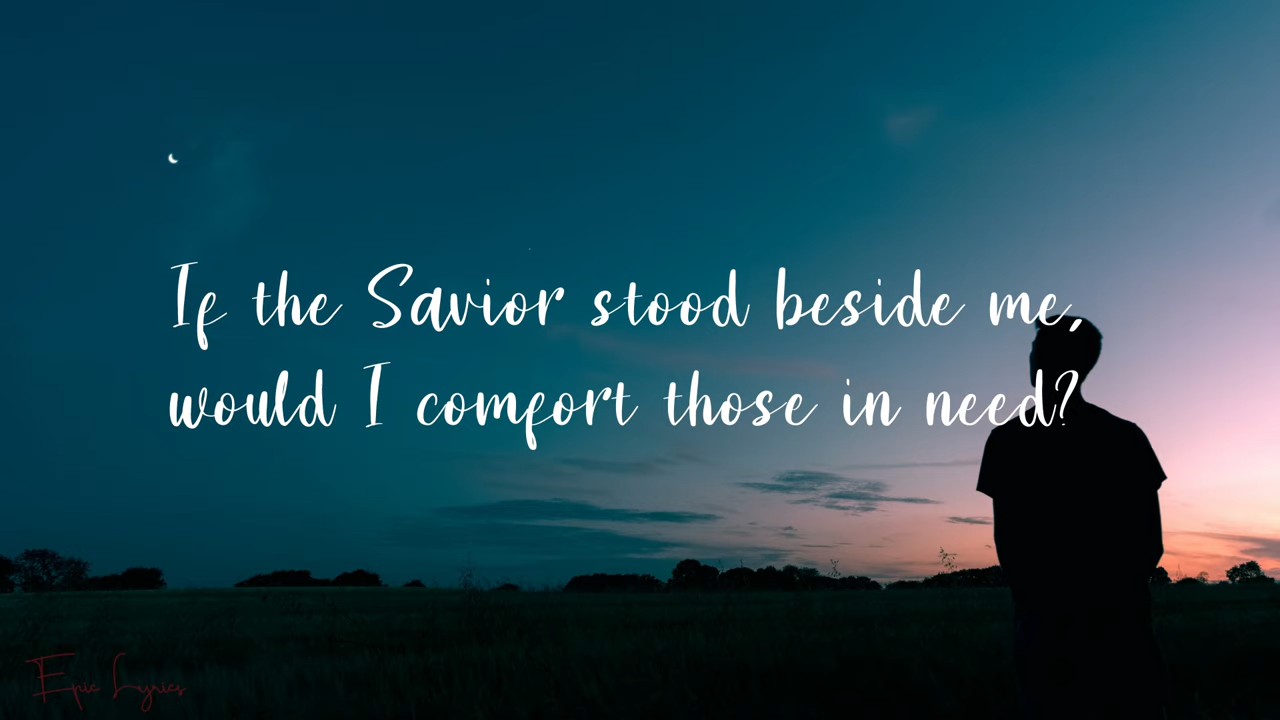 If the Savior stood beside me,
would I comfort those in need?
Epic Lyrics